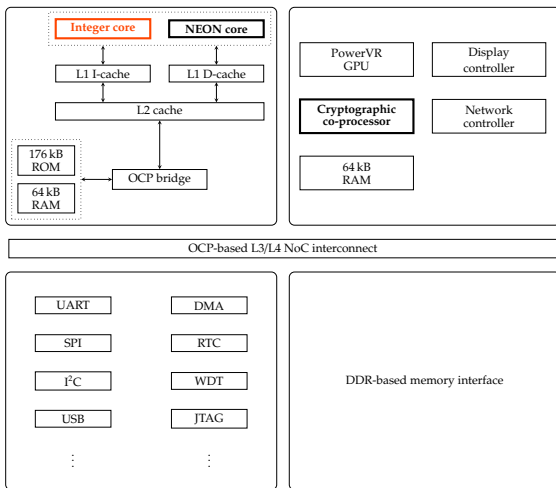 Integer core
NEON core
L1 I-cache
L1 D-cache
L2 cache
176 kB
ROM
64 kB
RAM
OCP bridge
PowerVR
GPU
Display
controller
Cryptographic
co-processor
Network
controller
64 kB
RAM
OCP-based L3/L4 NoC interconnect
UART
DMA
SPI
RTC
I²C
WDT
USB
JTAG
⋮
⋮
DDR-based memory interface